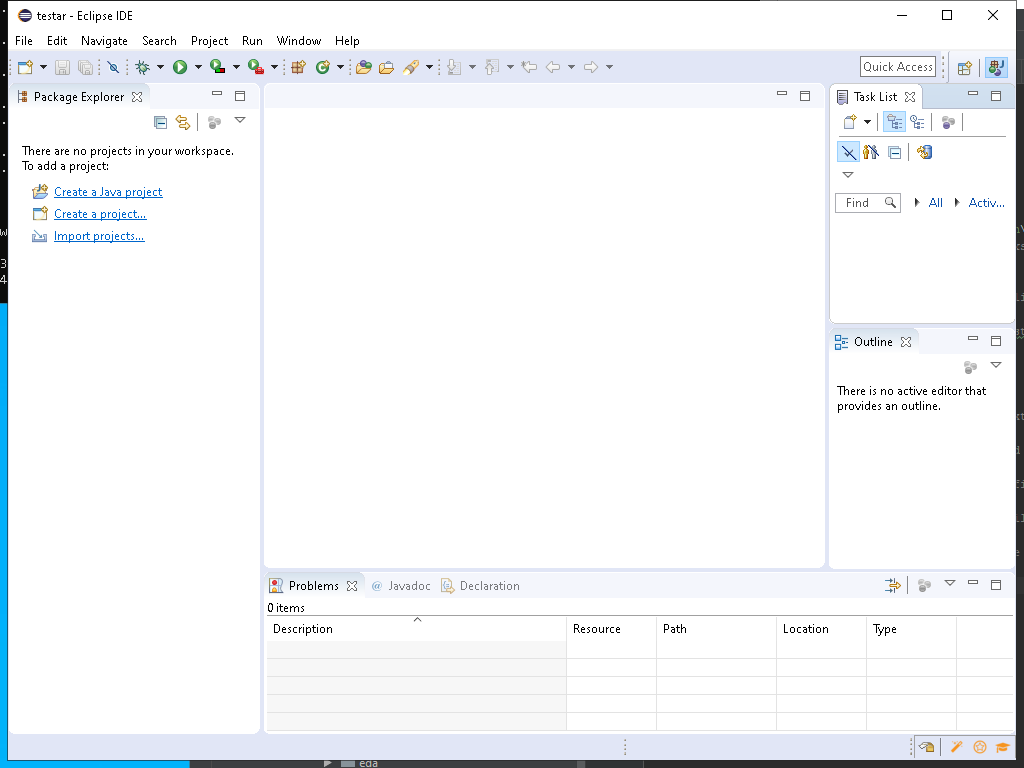 testar - Eclipse IDE
File Edit Navigate Search Project Run Window Help
Quick Access
Package Explorer
There are no projects in your workspace.
To add a project:
Create a Java project
Create a project...
Import projects...
Task List
Find
All
Activ...
Outline
There is no active editor that
provides an outline.
Problems
@ Javadoc
Declaration
0 items
Description Resource Path Location Type
eda